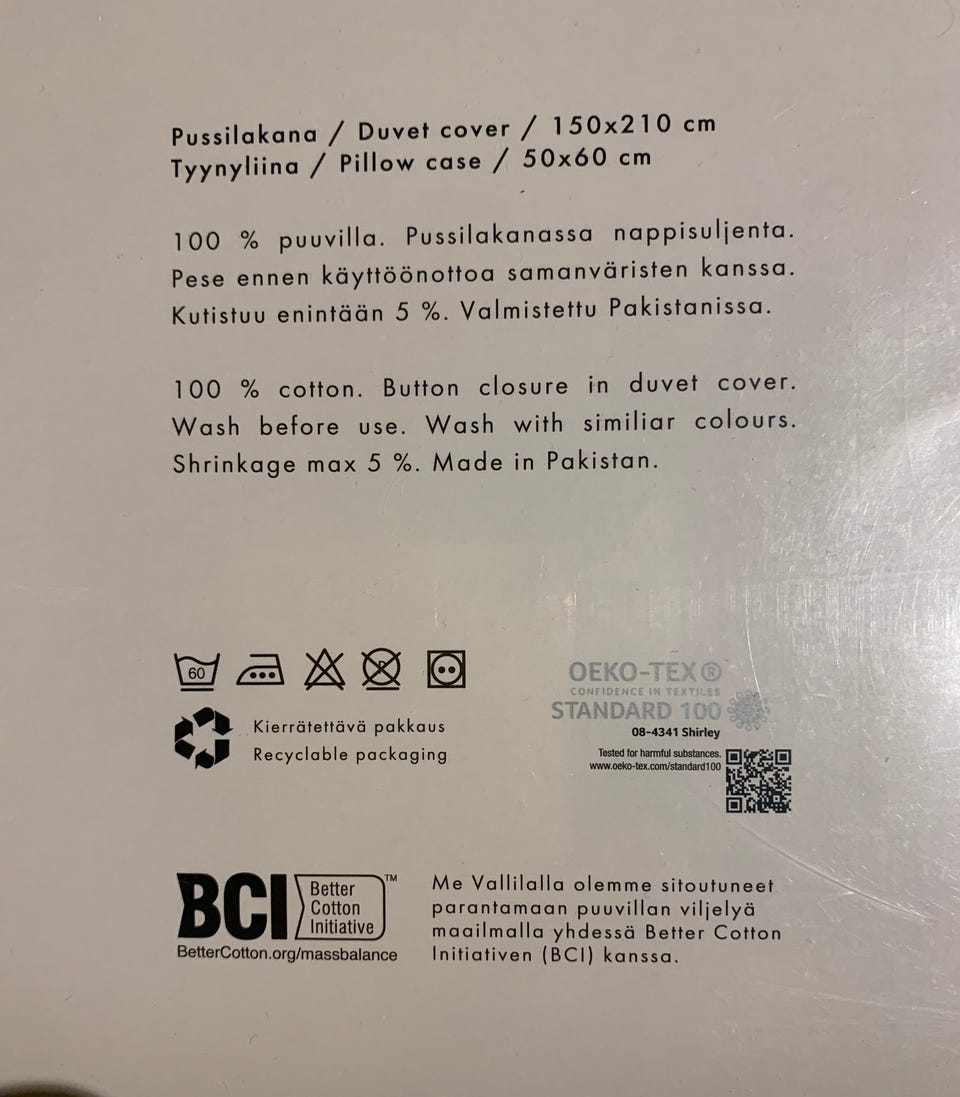 Pussilakana / Duvet cover / 150x210 cm
Tyynyliina / Pillow case / 50x60 cm
100 % puuvilla. Pussilakanassa nappisuljenta.
Pese ennen käyttöönottoa samanväristen kanssa.
Kutistuu enintään 5 %. Valmistettu Pakistanissa.
100 % cotton. Button closure in duvet cover.
Wash before use. Wash with similiar colours.
Shrinkage max 5 %. Made in Pakistan.
60
P
Kierrätettävä pakkaus
Recyclable packaging
OEKO-TEX®
CONFIDENCE IN TEXTILES
STANDARD 100
08-4341 Shirley
Tested for harmful substances.
www.oeko-tex.com/standard100
BCI
Better
Cotton
Initiative
™
BetterCotton.org/massbalance
Me Vallilalla olemme sitoutuneet
parantamaan puuvillan viljelyä
maailmalla yhdessä Better Cotton
Initiativen (BCI) kanssa.